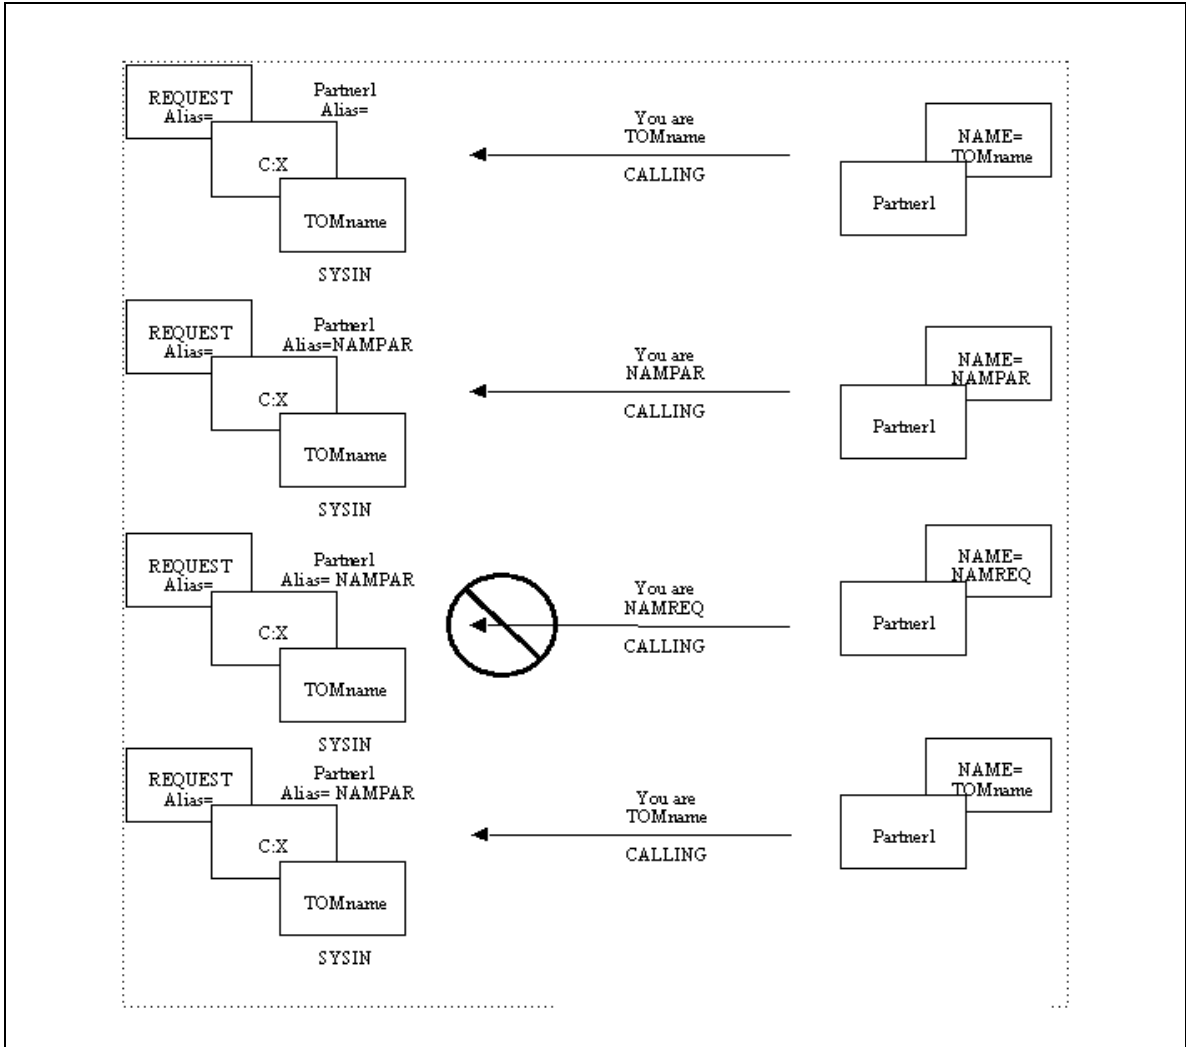 REQUEST
Alias=
Partner1
Alias=
C:X
TOMname
SYSIN
You are
TOMname
CALLING
NAME=
TOMname
Partner1
REQUEST
Alias=
Partner1
Alias=NAMPAR
C:X
TOMname
SYSIN
You are
NAMPAR
CALLING
NAME=
NAMPAR
Partner1
REQUEST
Alias=
Partner1
Alias= NAMPAR
C:X
TOMname
SYSIN
You are
NAMREQ
CALLING
NAME=
NAMREQ
Partner1
REQUEST
Alias=
Partner1
Alias= NAMPAR
C:X
TOMname
SYSIN
You are
TOMname
CALLING
NAME=
TOMname
Partner1